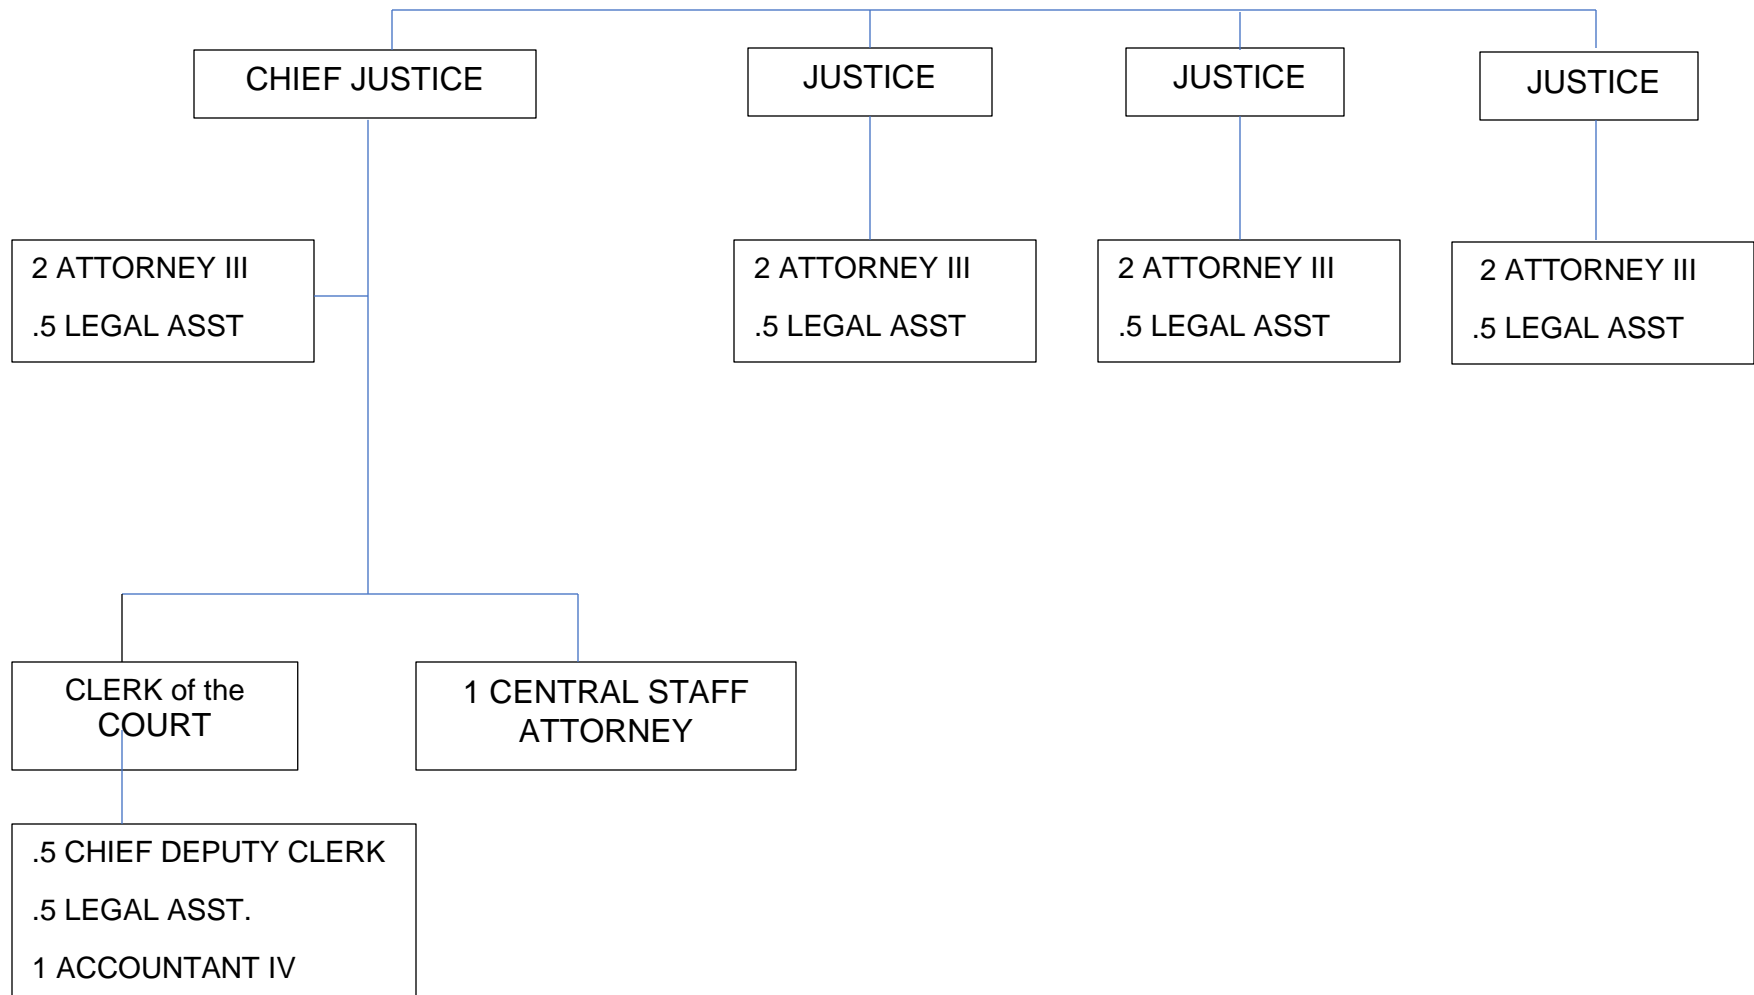 CHIEF JUSTICE
JUSTICE
JUSTICE
JUSTICE
2 ATTORNEY III
.5 LEGAL ASST
2 ATTORNEY III
.5 LEGAL ASST
2 ATTORNEY III
.5 LEGAL ASST
2 ATTORNEY III
.5 LEGAL ASST
CLERK of the
COURT
1 CENTRAL STAFF
ATTORNEY
.5 CHIEF DEPUTY CLERK
.5 LEGAL ASST.
1 ACCOUNTANT IV